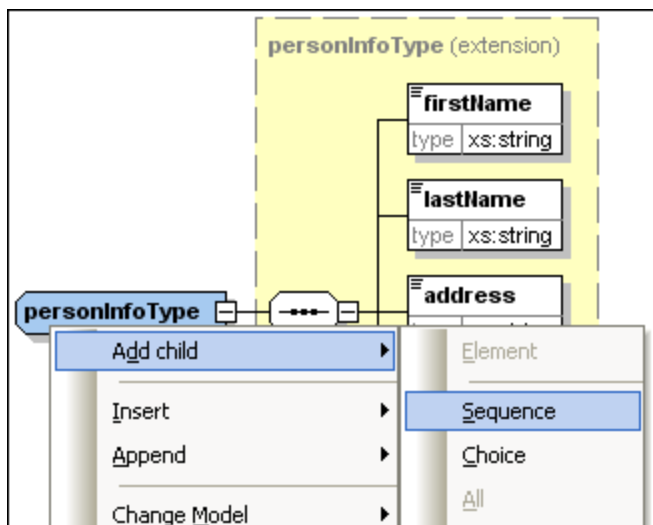 personInfoType (extension)
firstName
type xs:string
lastName
type xs:string
address
personInfoType
Add child
Element
Insert
Sequence
Append
Choice
All
Change Model